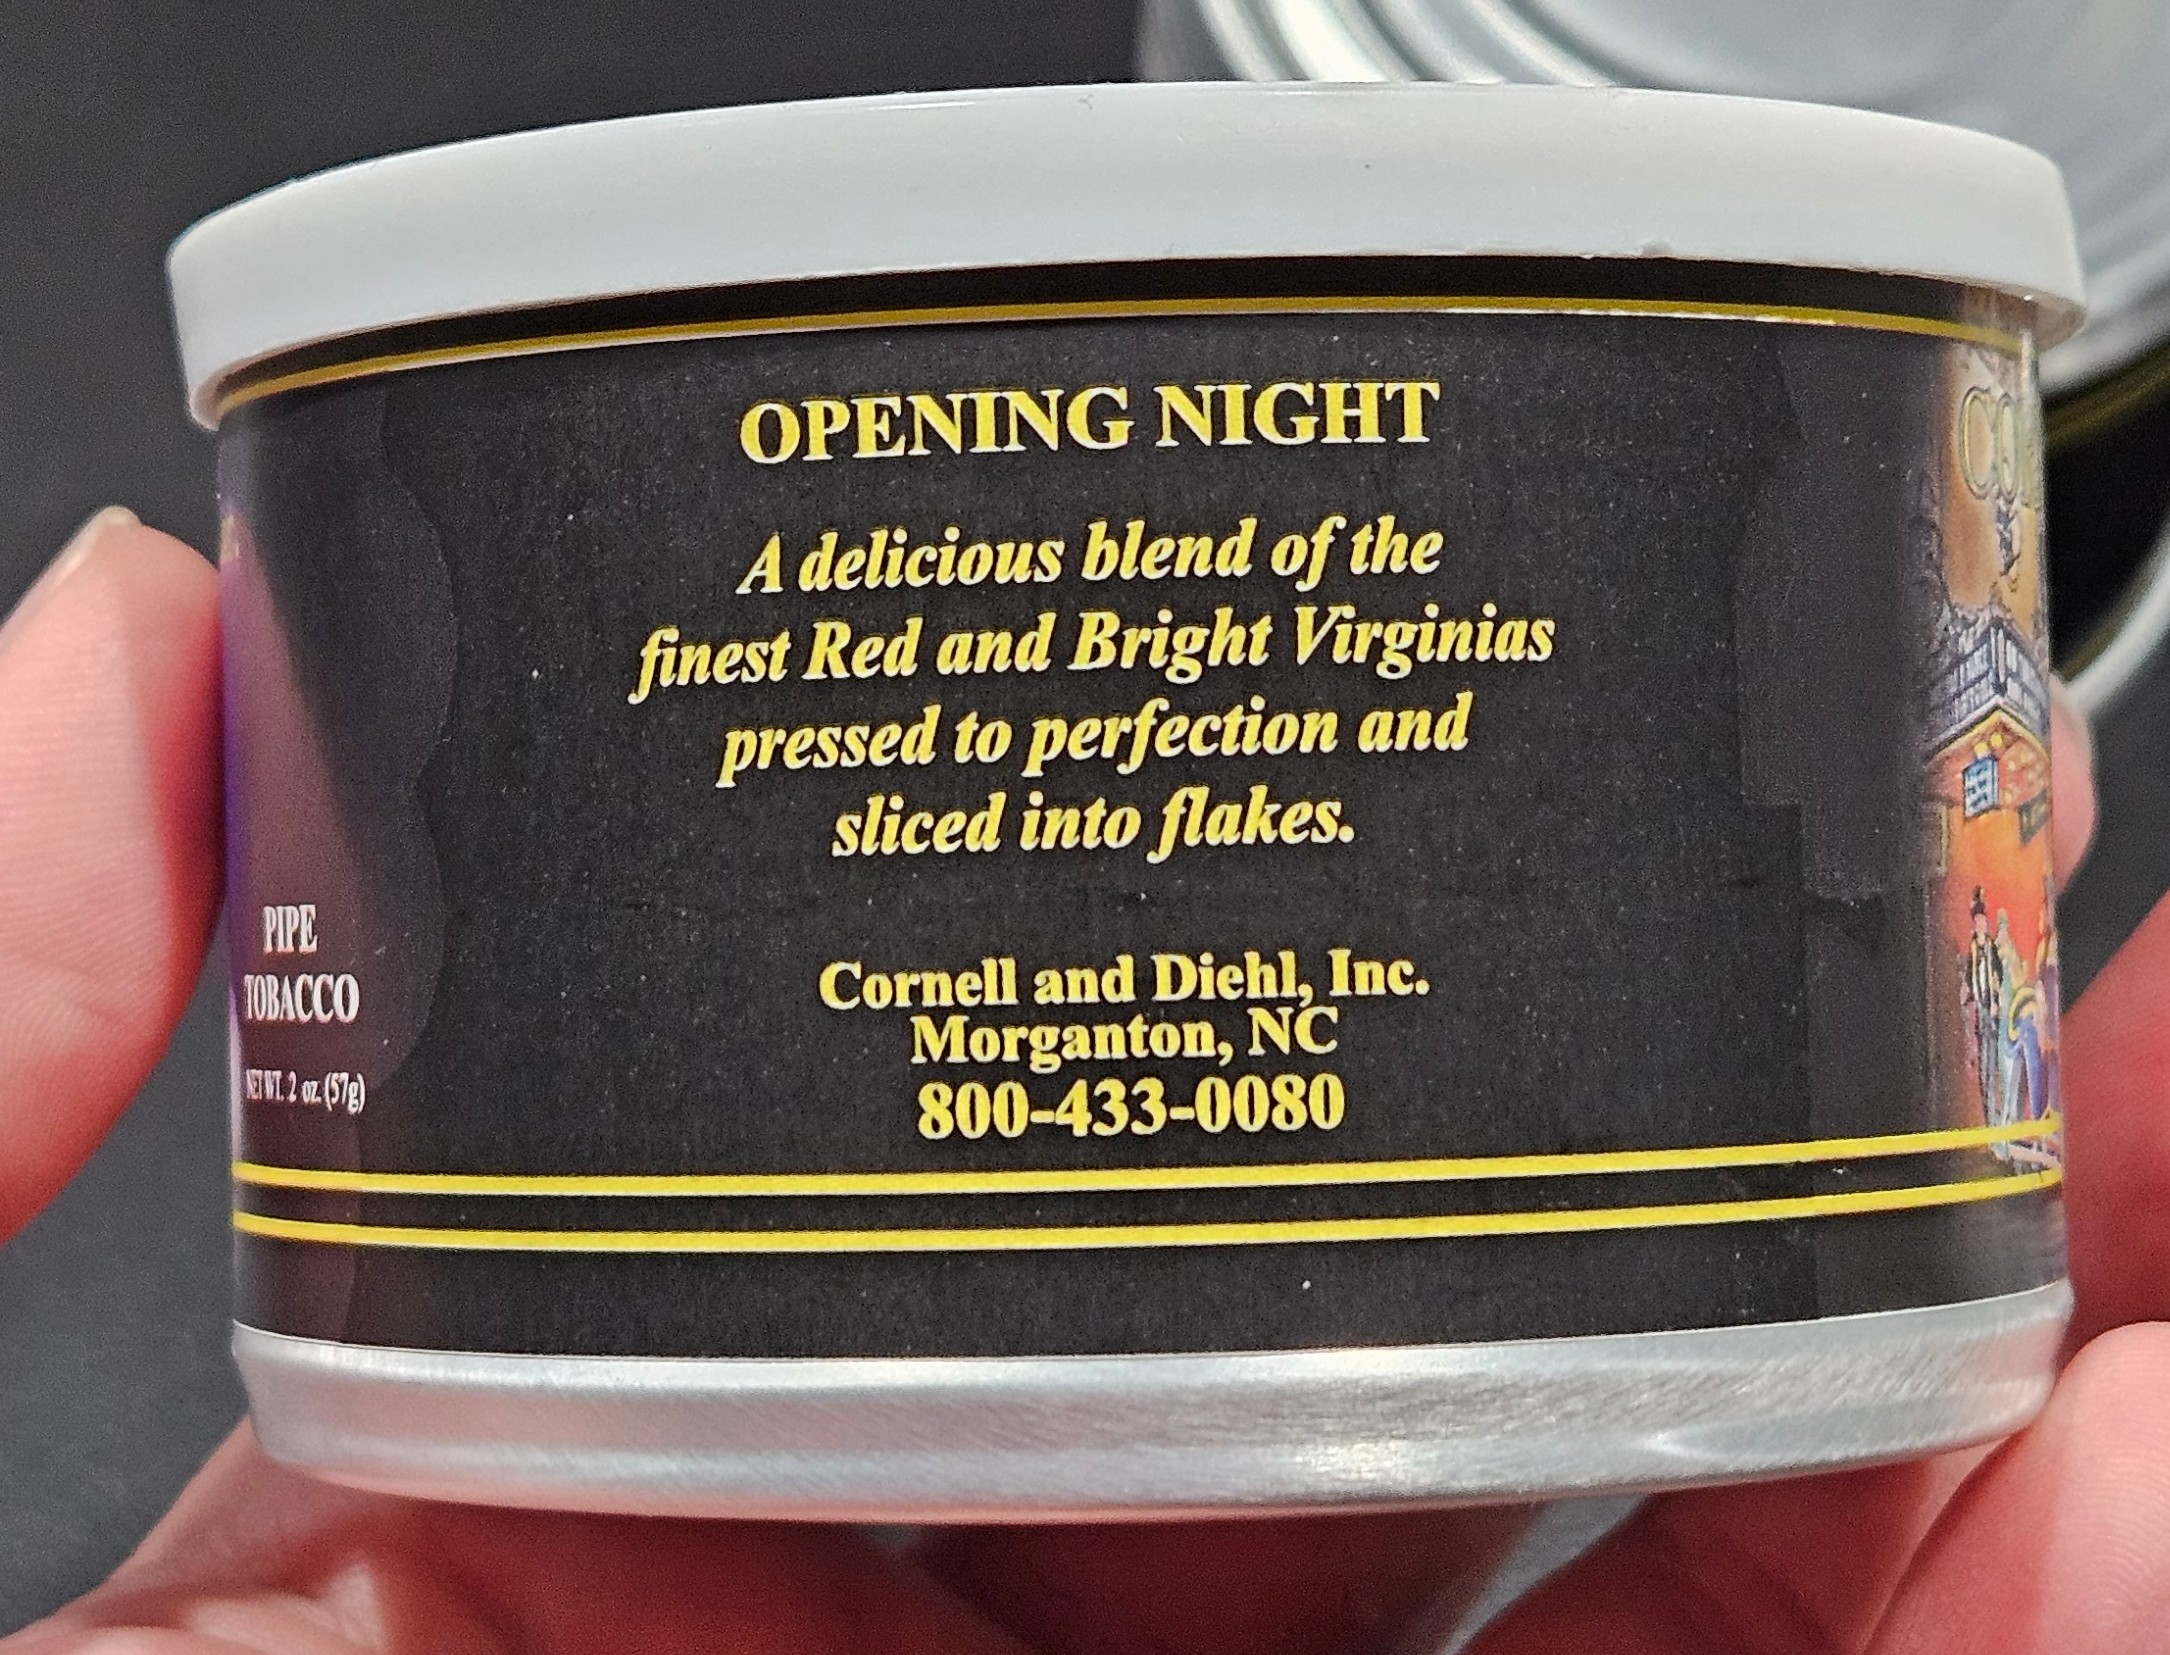 OPENING NIGHT
A delicious blend of the
finest Red and Bright Virginias
pressed to perfection and
sliced into flakes.
Cornell and Diehl, Inc.
Morganton, NC
800-433-0080
PIPE
TOBACCO
NET WT. 2 oz. (57g)